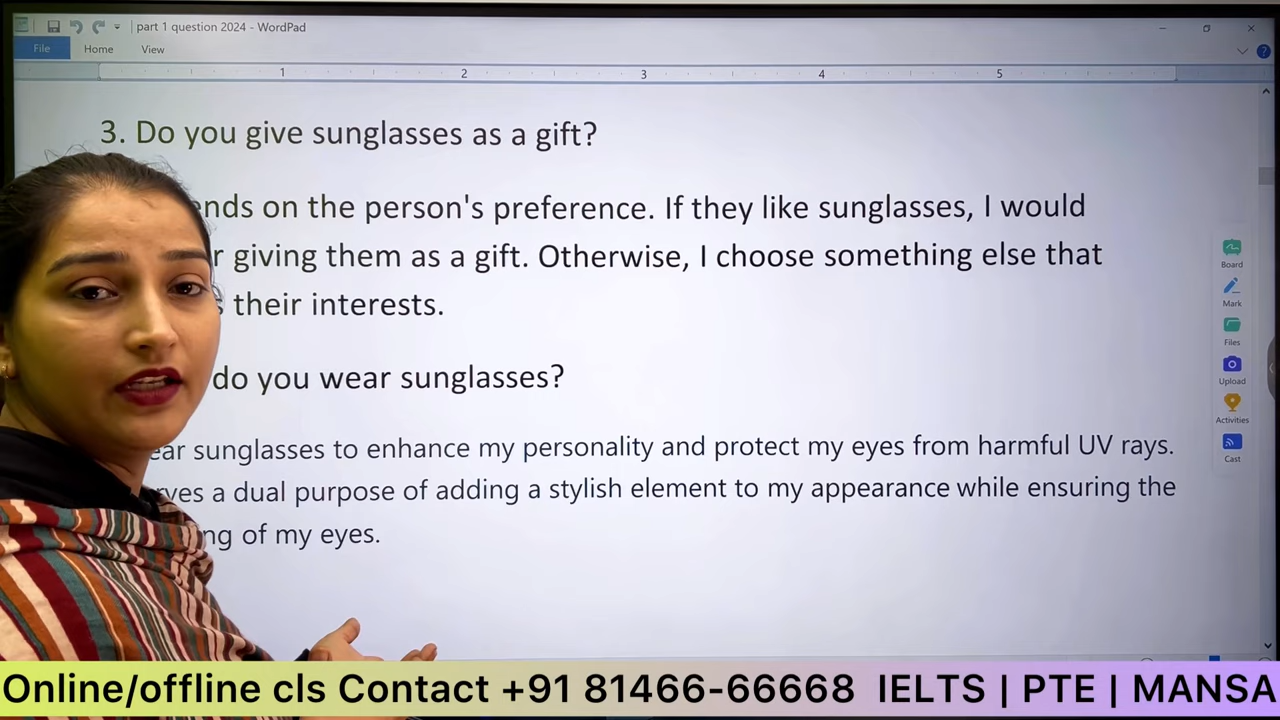 part 1 question 2024 - WordPad
File Home View
1 2 3 4 5
3. Do you give sunglasses as a gift?
on the person's preference. If they like sunglasses, I would
giving them as a gift. Otherwise, I choose something else that
their interests.
do you wear sunglasses?
sunglasses to enhance my personality and protect my eyes from harmful UV rays.
a dual purpose of adding a stylish element to my appearance while ensuring the
of my eyes.
Board
Mark
Files
Upload
Activities
Cast
Online/offline cls Contact +91 81466-66668 IELTS | PTE | MANSA